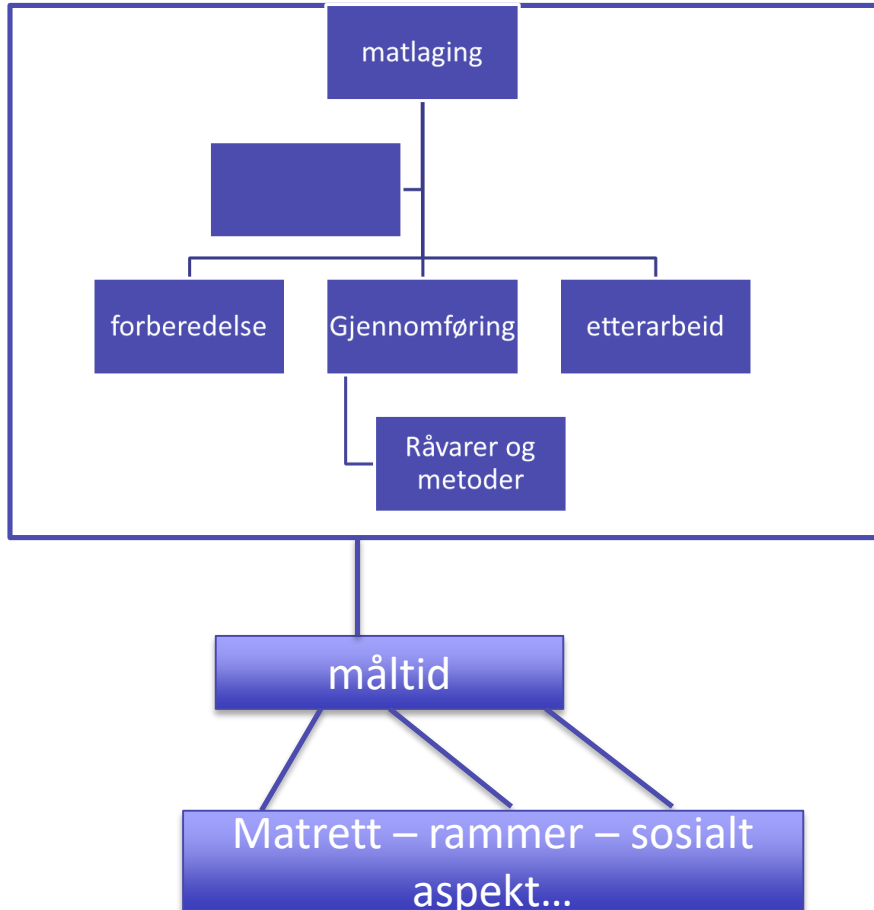 matlaging
forberedelse
Gjennomføring
etterarbeid
Råvarer og
metoder
måltid
Matrett – rammer – sosialt
aspekt...